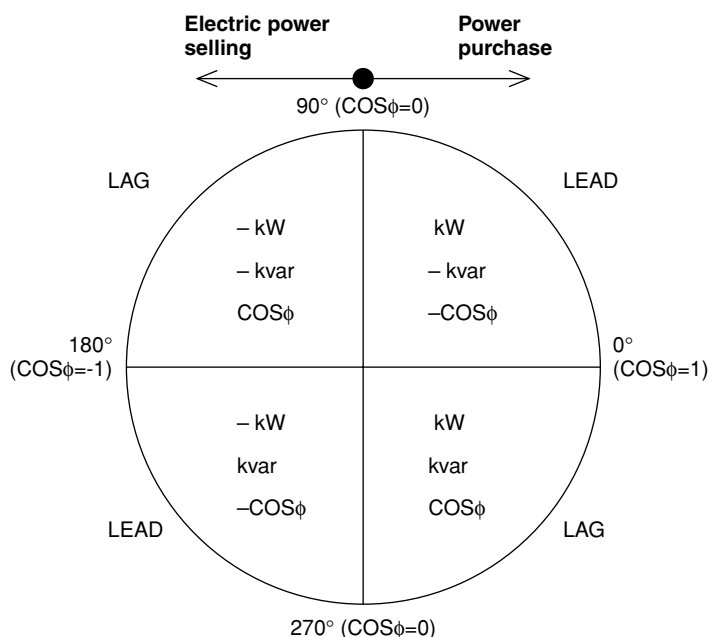 Electric power
selling
Power
purchase
90° (COSϕ=0)
LAG
LEAD
– kW
– kvar
COSϕ
kW
– kvar
–COSϕ
180°
(COSϕ=-1)
0°
(COSϕ=1)
– kW
kvar
–COSϕ
kW
kvar
COSϕ
LEAD
LAG
270° (COSϕ=0)